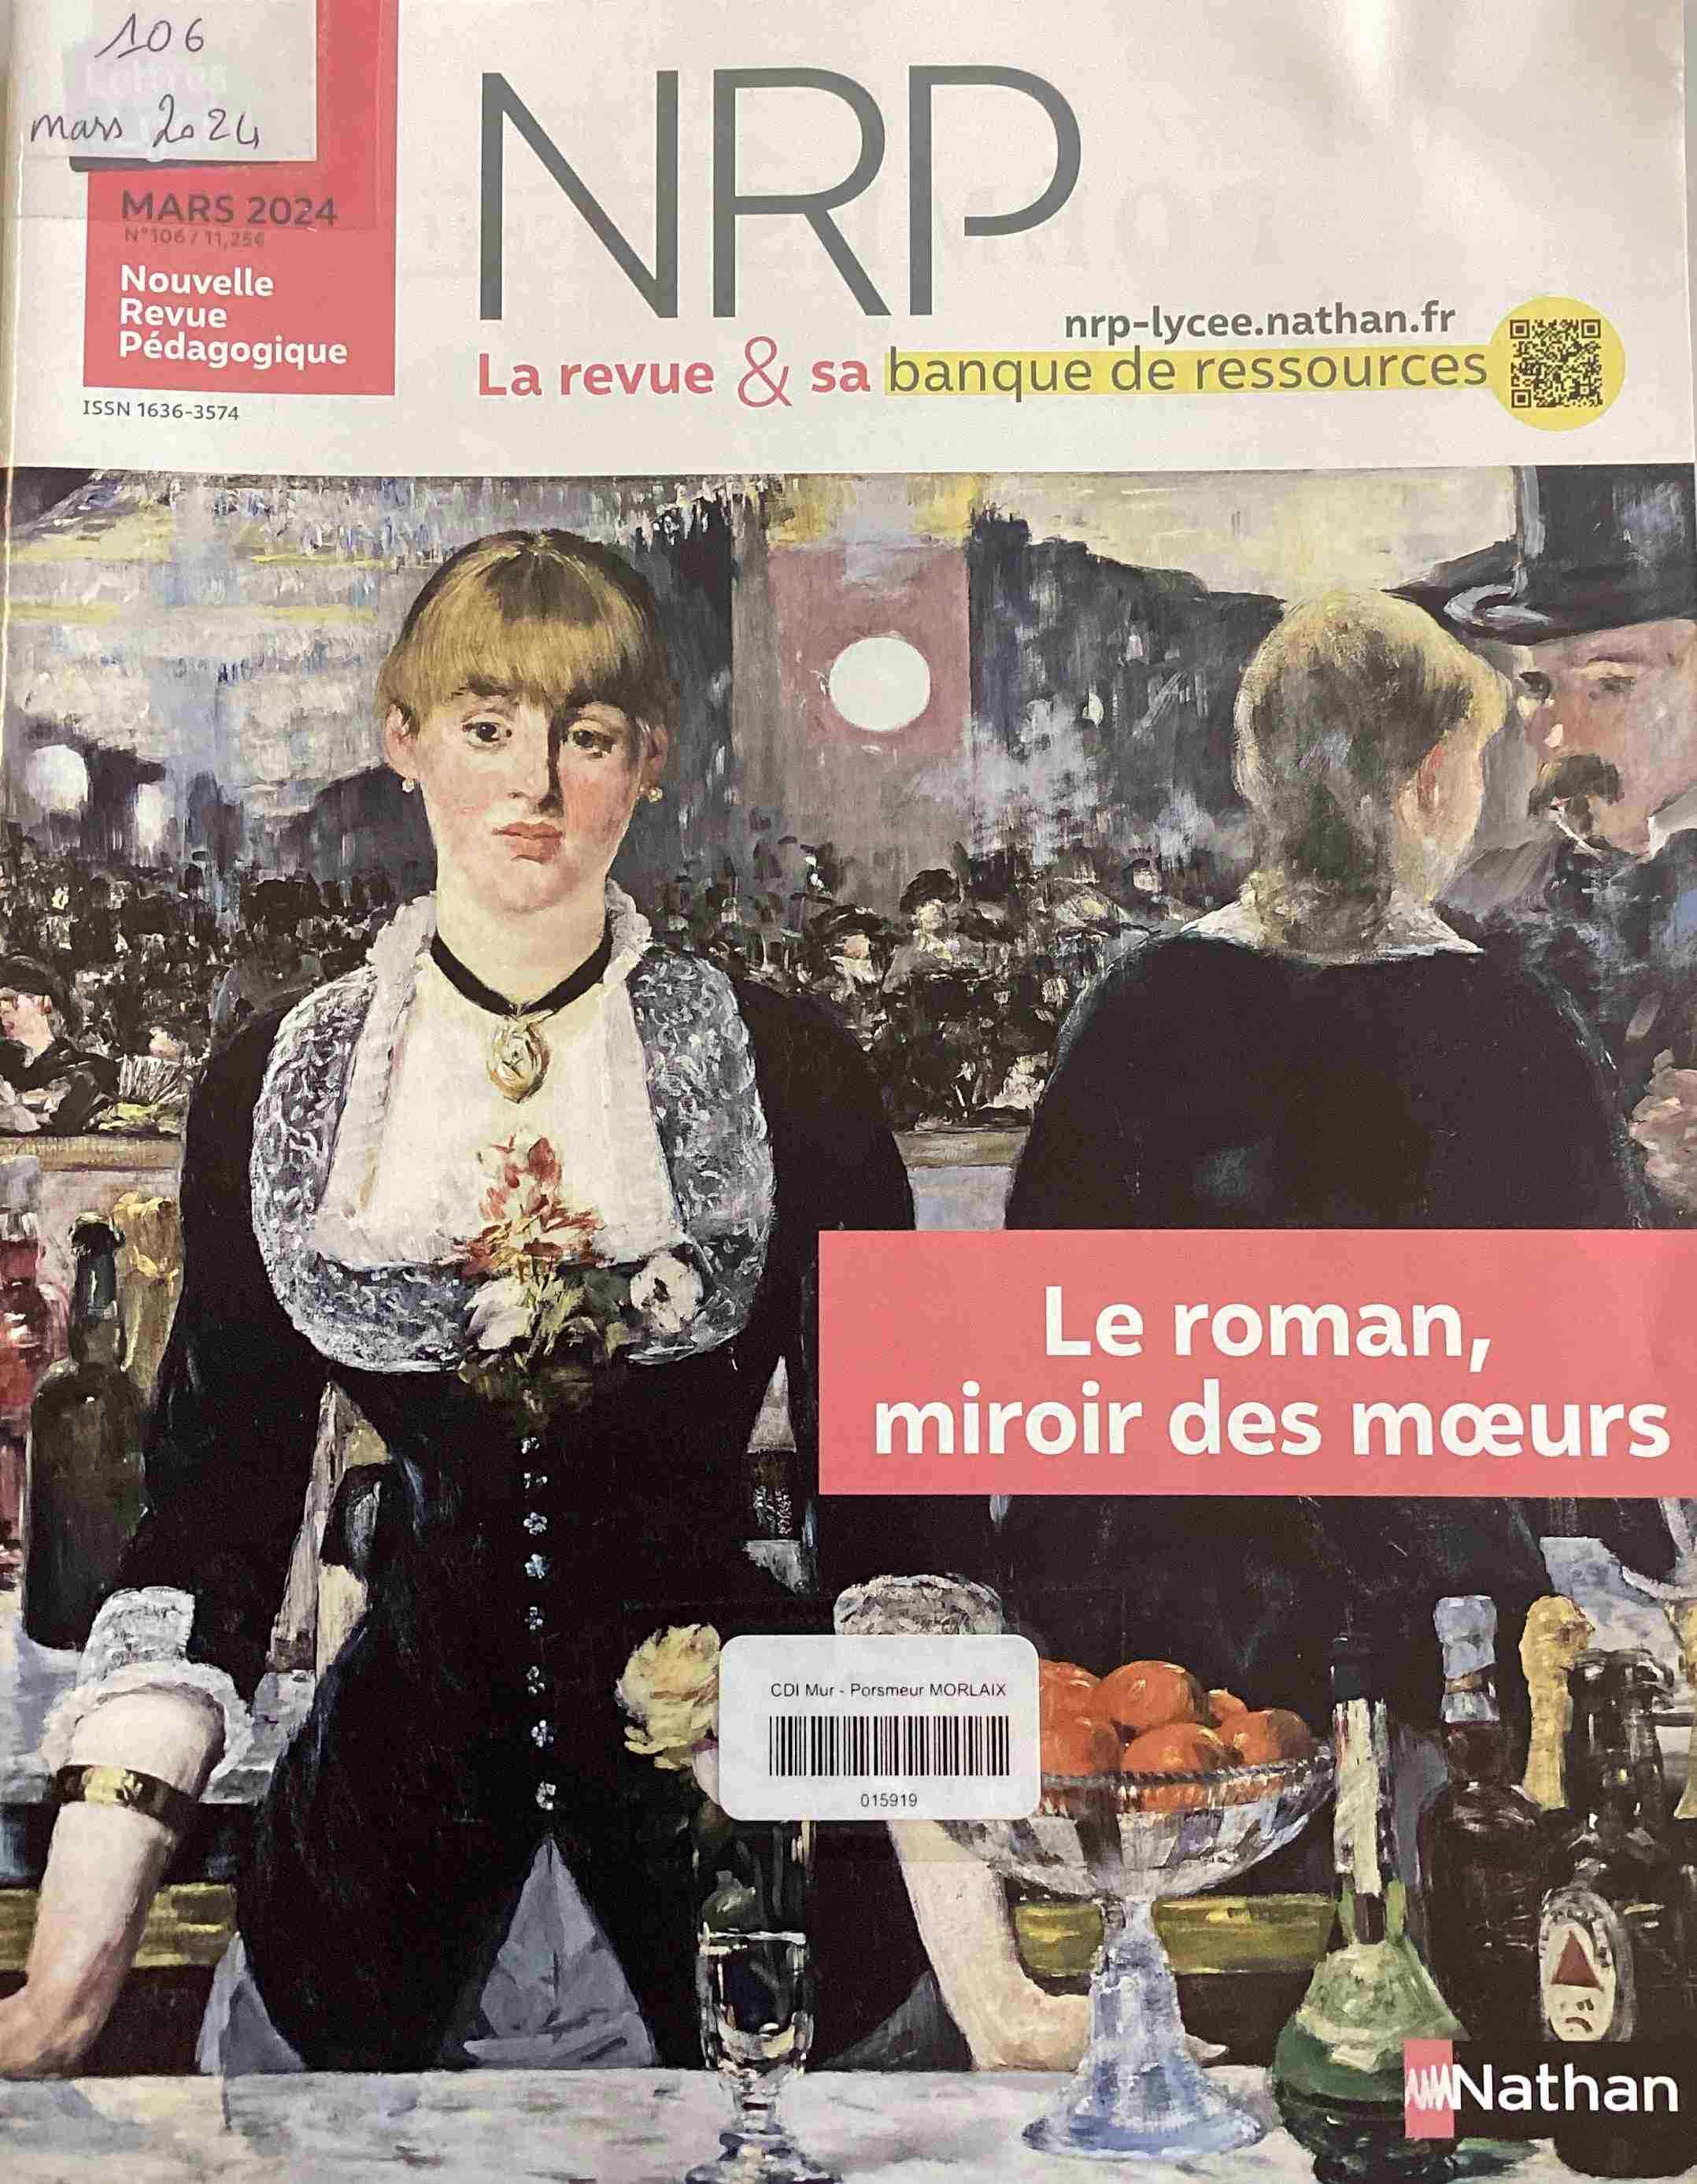 106
mars 2024
Lettres
MARS 2024
N°106 / 11,25€
Nouvelle
Revue
Pédagogique
ISSN 1636-3574
NRP
nrp-lycee.nathan.fr
La revue & sa banque de ressources
Le roman,
miroir des mœurs
CDI Mur - Porsmeur MORLAIX
015919
Nathan